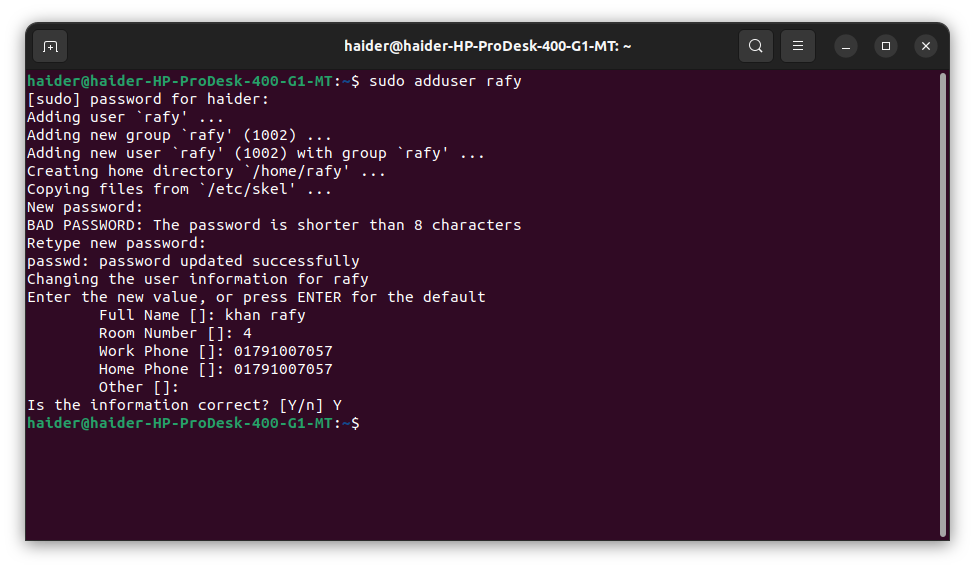 haider@haider-HP-ProDesk-400-G1-MT: ~
haider@haider-HP-ProDesk-400-G1-MT:~$ sudo adduser rafy
[sudo] password for haider:
Adding user `rafy' ...
Adding new group `rafy' (1002) ...
Adding new user `rafy' (1002) with group `rafy' ...
Creating home directory `/home/rafy' ...
Copying files from `/etc/skel' ...
New password:
BAD PASSWORD: The password is shorter than 8 characters
Retype new password:
passwd: password updated successfully
Changing the user information for rafy
Enter the new value, or press ENTER for the default
        Full Name []: khan rafy
        Room Number []: 4
        Work Phone []: 01791007057
        Home Phone []: 01791007057
        Other []:
Is the information correct? [Y/n] Y
haider@haider-HP-ProDesk-400-G1-MT:~$